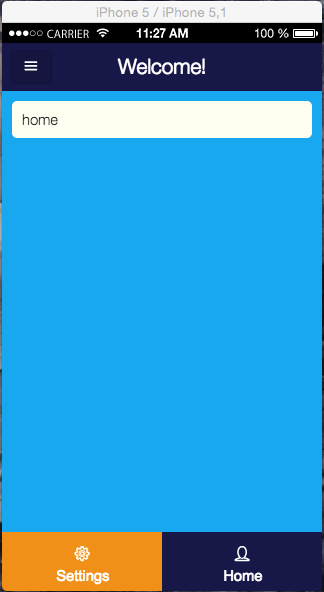 iPhone 5 / iPhone 5,1
CARRIER 11:27 AM 100 %
Welcome!
home
Settings Home